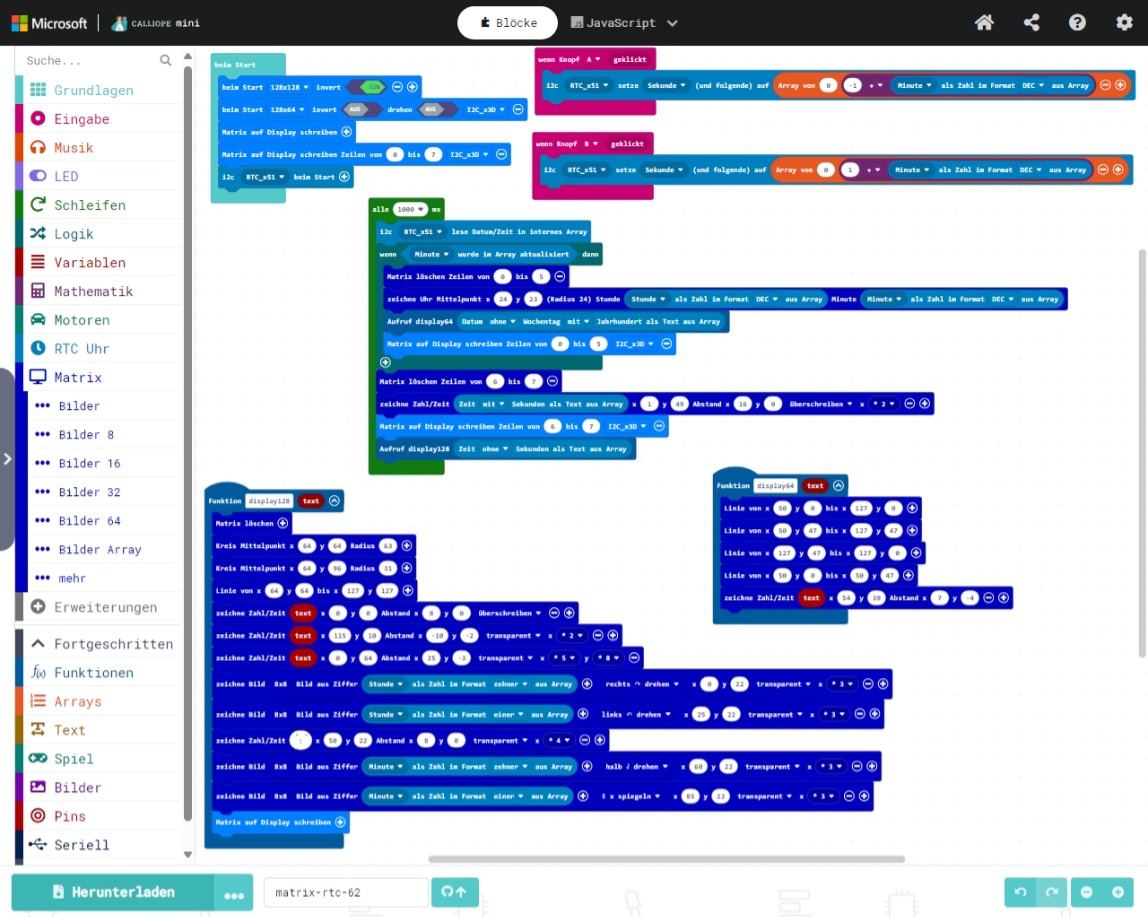 Microsoft | CALLIOPE mini
Blöcke
JavaScript
Suche...
Grundlagen
Eingabe
Musik
LED
Schleifen
Logik
Variablen
Mathematik
Motoren
RTC Uhr
Matrix
Bilder
Bilder 8
Bilder 16
Bilder 32
Bilder 64
Bilder Array
mehr
Erweiterungen
Fortgeschritten
Funktionen
Arrays
Text
Spiel
Bilder
Pins
Seriell
beim Start
beim Start 128x128 invert
beim Start 128x64 invert AUS drehen AUS I2C_x3D
Matrix auf Display schreiben
Matrix auf Display schreiben Zeilen von 0 bis 7 I2C_x3D
i2c RTC_x51 beim Start
wenn Knopf A geklickt
i2c RTC_x51 setze Sekunde (und folgende) auf Array von 0 -1 + Minute als Zahl im Format DEC aus Array
wenn Knopf B geklickt
i2c RTC_x51 setze Sekunde (und folgende) auf Array von 0 1 + Minute als Zahl im Format DEC aus Array
alle 1000 ms
i2c RTC_x51 lese Datum/Zeit in internes Array
wenn Minute wurde im Array aktualisiert dann
Matrix löschen Zeilen von 0 bis 5
zeichne Uhr Mittelpunkt x 24 y 23 (Radius 24) Stunde Stunde als Zahl im Format DEC aus Array Minute Minute als Zahl im Format DEC aus Array
Aufruf display64 Datum ohne Wochentag mit Jahrhundert als Text aus Array
Matrix auf Display schreiben Zeilen von 0 bis 5 I2C_x3D
Matrix löschen Zeilen von 6 bis 7
zeichne Zahl/Zeit Zeit mit Sekunden als Text aus Array x 1 y 49 Abstand x 16 y 0 überschreiben x * 2
Matrix auf Display schreiben Zeilen von 6 bis 7 I2C_x3D
Aufruf display128 Zeit ohne Sekunden als Text aus Array
Funktion display128 text
Matrix löschen
Kreis Mittelpunkt x 64 y 64 Radius 63
Kreis Mittelpunkt x 64 y 96 Radius 31
Linie von x 64 y 64 bis x 127 y 127
zeichne Zahl/Zeit text x 0 y 0 Abstand x 8 y 0 überschreiben
zeichne Zahl/Zeit text x 115 y 10 Abstand x -10 y -2 transparent x * 2
zeichne Zahl/Zeit text x 0 y 64 Abstand x 25 y -3 transparent x * 5 y * 8
zeichne Bild 8x8 Bild aus Ziffer Stunde als Zahl im Format zehner aus Array rechts ↷ drehen x 0 y 22 transparent x * 3
zeichne Bild 8x8 Bild aus Ziffer Stunde als Zahl im Format einer aus Array links ↶ drehen x 25 y 22 transparent x * 3
zeichne Zahl/Zeit : x 50 y 22 Abstand x 8 y 0 transparent x * 4
zeichne Bild 8x8 Bild aus Ziffer Minute als Zahl im Format zehner aus Array halb drehen x 60 y 22 transparent x * 3
zeichne Bild 8x8 Bild aus Ziffer Minute als Zahl im Format einer aus Array x spiegeln x 85 y 22 transparent x * 3
Matrix auf Display schreiben
Funktion display64 text
Linie von x 50 y 0 bis x 127 y 0
Linie von x 50 y 47 bis x 127 y 47
Linie von x 127 y 47 bis x 127 y 0
Linie von x 50 y 0 bis x 50 y 47
zeichne Zahl/Zeit text x 54 y 39 Abstand x 7 y -4
Herunterladen
matrix-rtc-62